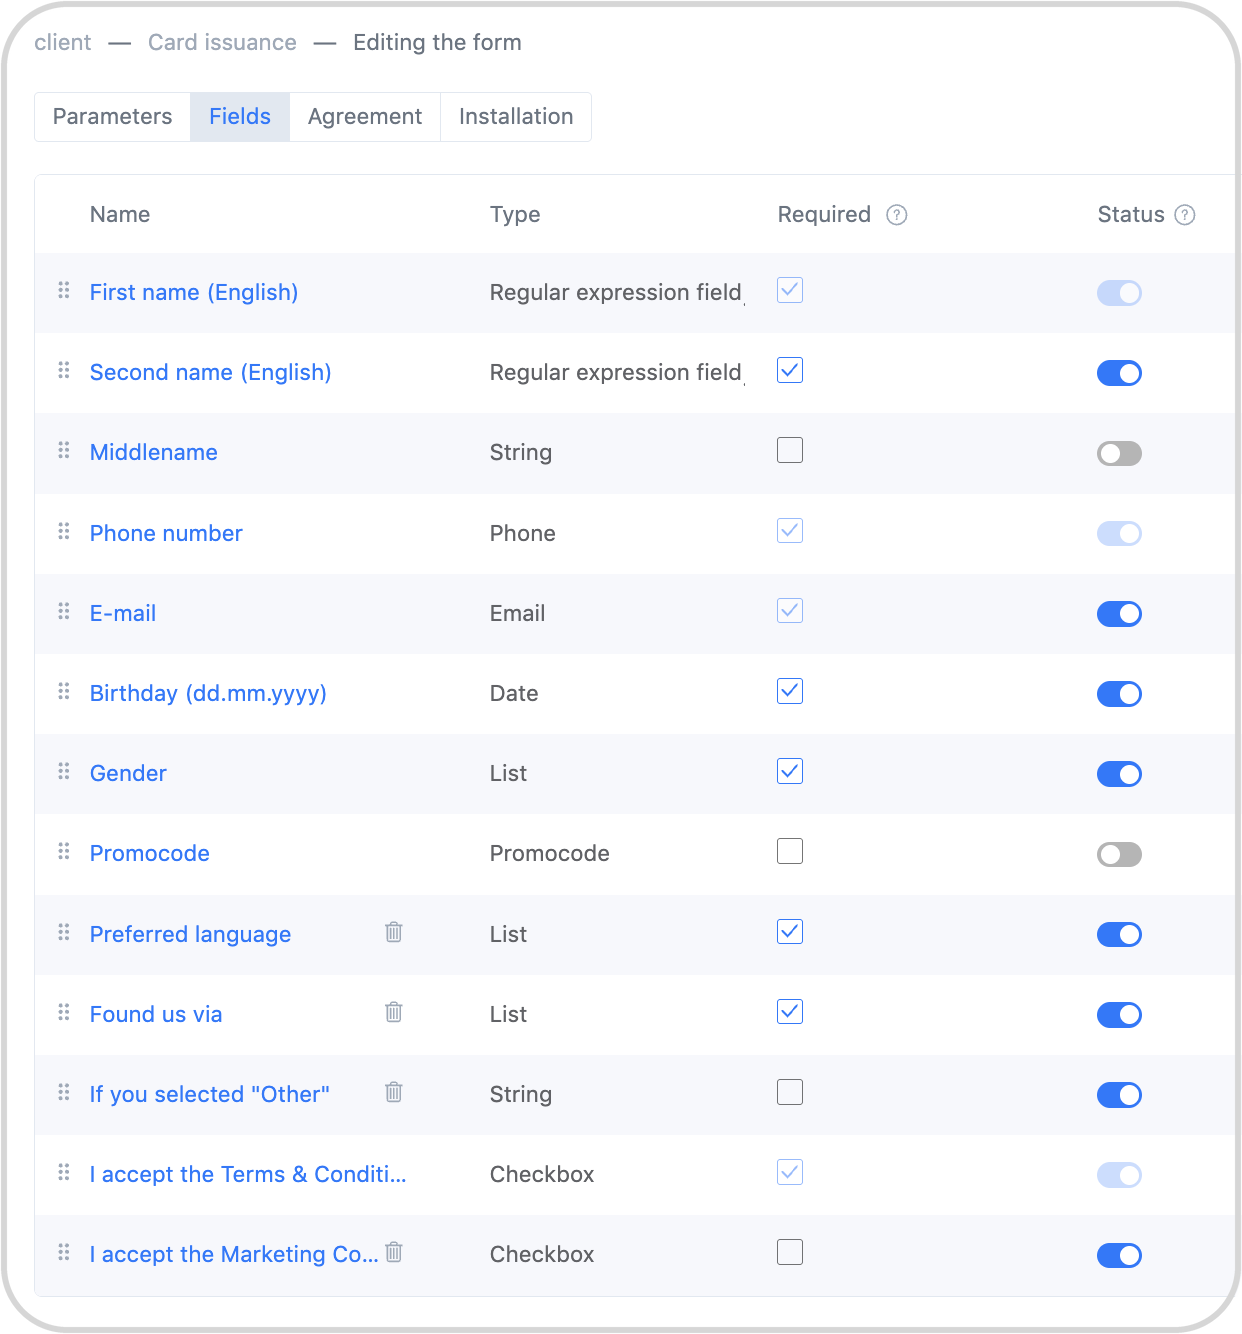 client — Card issuance — Editing the form
Parameters Fields Agreement Installation
Name Type Required ? Status ?
First name (English) Regular expression field,
Second name (English) Regular expression field,
Middlename String
Phone number Phone
E-mail Email
Birthday (dd.mm.yyyy) Date
Gender List
Promocode Promocode
Preferred language List
Found us via List
If you selected "Other" String
I accept the Terms & Conditi... Checkbox
I accept the Marketing Co... Checkbox